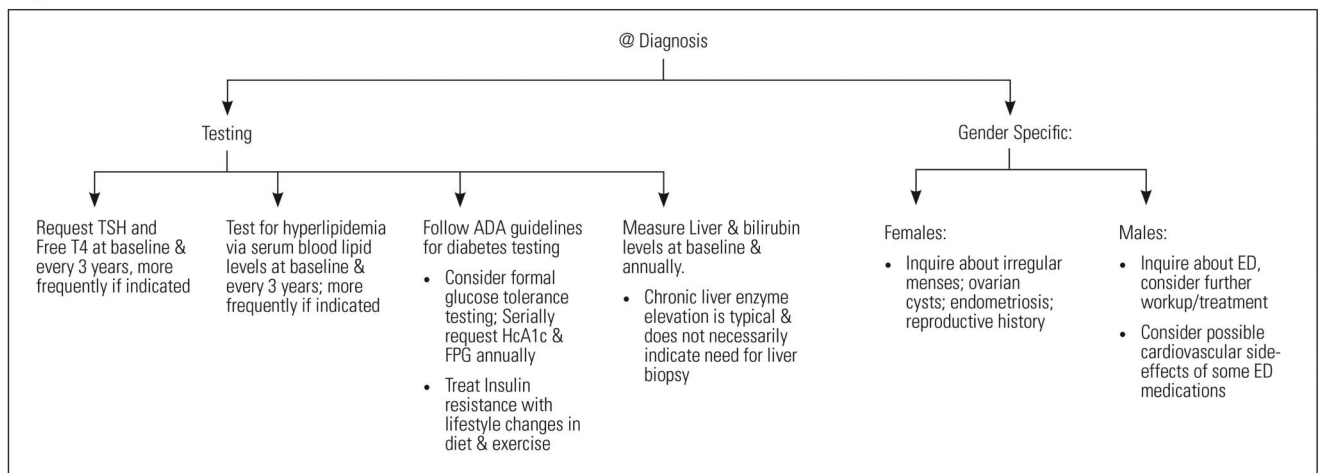 @ Diagnosis
Testing
Gender Specific:
Request TSH and
Free T4 at baseline &
every 3 years, more
frequently if indicated
Test for hyperlipidemia
via serum blood lipid
levels at baseline &
every 3 years; more
frequently if indicated
Follow ADA guidelines
for diabetes testing
• Consider formal
glucose tolerance
testing; Serially
request HcA1c &
FPG annually
• Treat Insulin
resistance with
lifestyle changes in
diet & exercise
Measure Liver & bilirubin
levels at baseline &
annually.
• Chronic liver enzyme
elevation is typical &
does not necessarily
indicate need for liver
biopsy
Females:
• Inquire about irregular
menses; ovarian
cysts; endometriosis;
reproductive history
Males:
• Inquire about ED,
consider further
workup/treatment
• Consider possible
cardiovascular side-
effects of some ED
medications